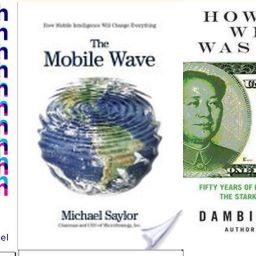 How Mobile Intelligence Will Change Everything
The
Mobile Wave
Michael Saylor
Chairman and CEO of MicroStrategy, Inc.
HOW
WAS
FIFTY YEARS OF
THE STARK
DAMBI
AUTHOR
el